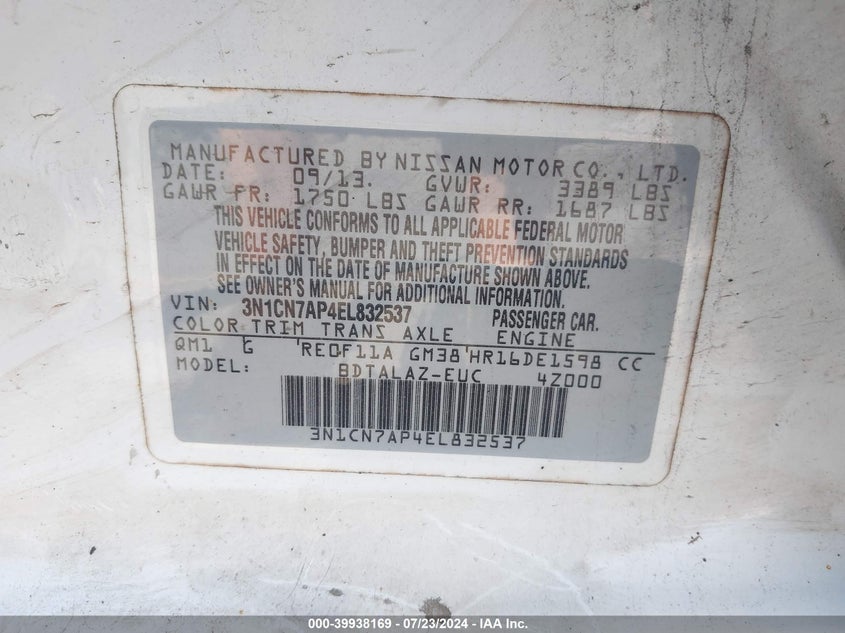 MANUFACTURED BY NISSAN MOTOR CO., LTD.
DATE: 09/13. GVWR: 3389 LBS
GAWR FR: 1750 LBS GAWR RR: 1687 LBS
THIS VEHICLE CONFORMS TO ALL APPLICABLE FEDERAL MOTOR
VEHICLE SAFETY, BUMPER AND THEFT PREVENTION STANDARDS
IN EFFECT ON THE DATE OF MANUFACTURE SHOWN ABOVE.
SEE OWNER'S MANUAL FOR ADDITIONAL INFORMATION.
VIN: 3N1CN7AP4EL832537 PASSENGER CAR.
COLOR TRIM TRANS AXLE ENGINE
QM1 G RE0F11A GM38 HR16DE1598 CC
MODEL: BDTALAZ-EUC 4Z000
3N1CN7AP4EL832537
000-39938169 - 07/23/2024 - IAA Inc.